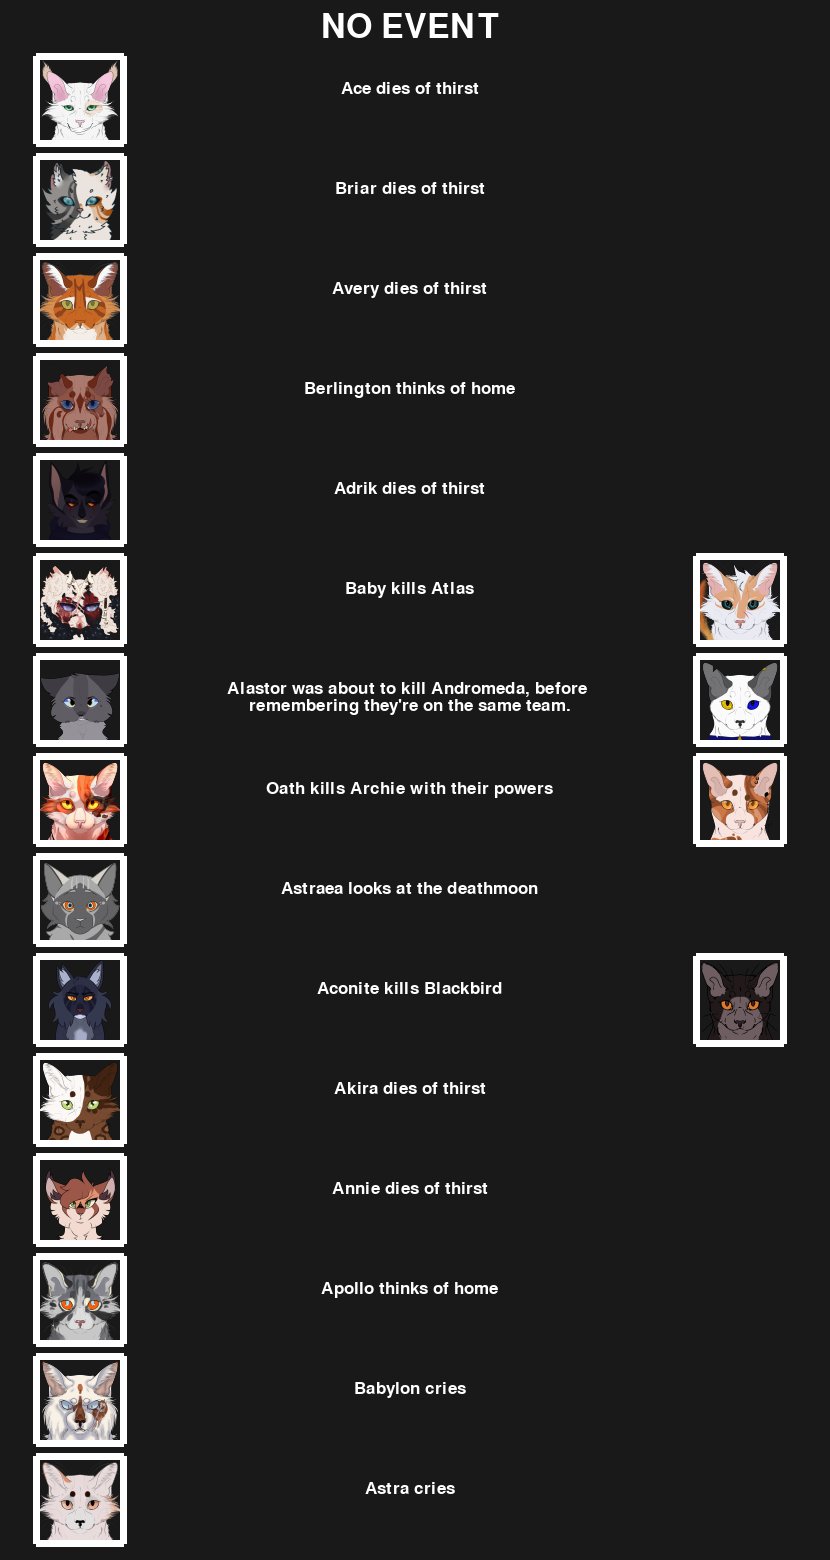 NO EVENT
Ace dies of thirst
Briar dies of thirst
Avery dies of thirst
Berlington thinks of home
Adrik dies of thirst
Baby kills Atlas
Alastor was about to kill Andromeda, before
remembering they're on the same team.
Oath kills Archie with their powers
Astraea looks at the deathmoon
Aconite kills Blackbird
Akira dies of thirst
Annie dies of thirst
Apollo thinks of home
Babylon cries
Astra cries